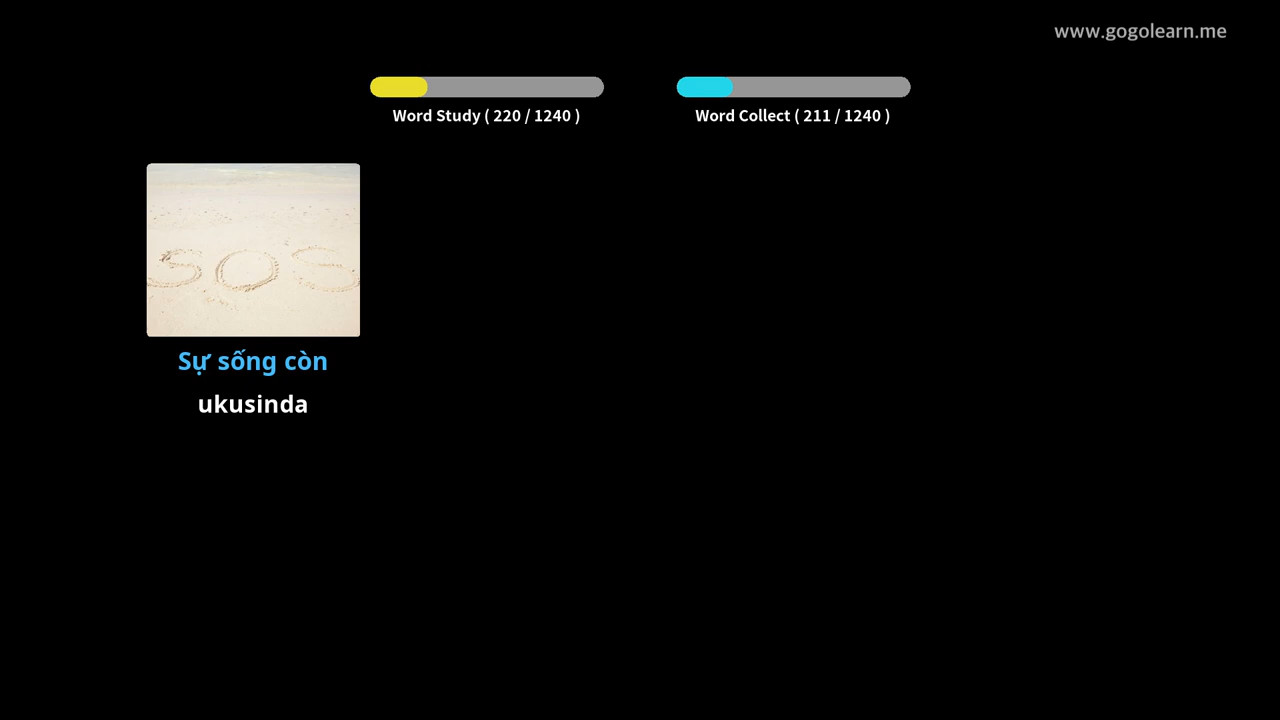 www.gogolearn.me
Word Study ( 220 / 1240 )
Word Collect ( 211 / 1240 )
SOS
Sự sống còn
ukusinda